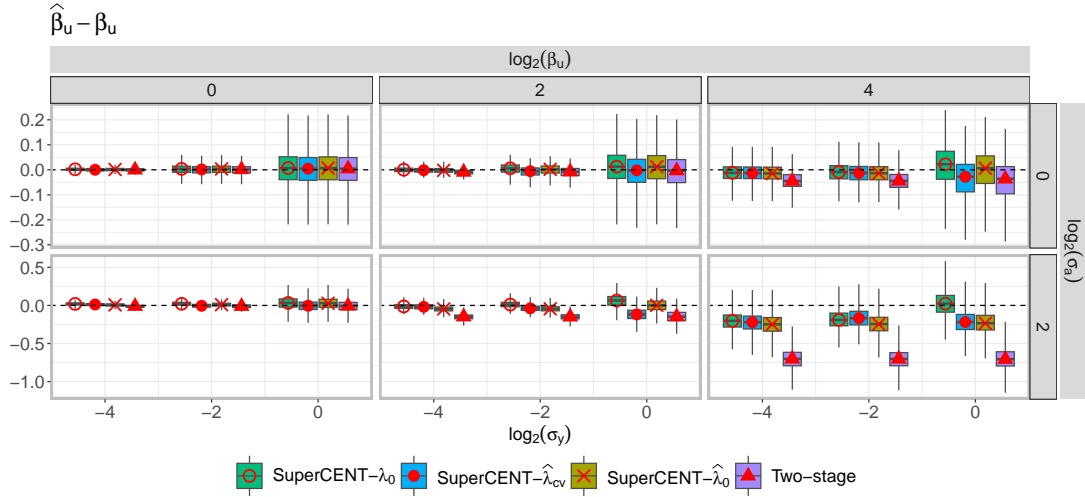 β̂ᵤ − βᵤ
log₂(βᵤ)
0 2 4
0.2
0.1
0.0
−0.1
−0.2
−0.3
0
0.5
0.0
−0.5
−1.0
2
log₂(σₐ)
−4 −2 0 −4 −2 0 −4 −2 0
log₂(σ_y)
SuperCENT−λ₀ SuperCENT−λ̂_cv SuperCENT−λ̂₀ Two−stage